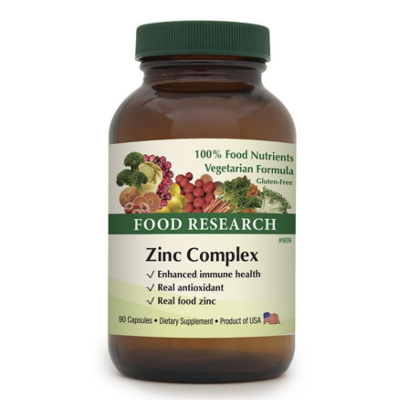 100% Food Nutrients
Vegetarian Formula
Gluten-Free
FOOD RESEARCH
#909
Zinc Complex
✓ Enhanced immune health
✓ Real antioxidant
✓ Real food zinc
90 Capsules • Dietary Supplement • Product of USA